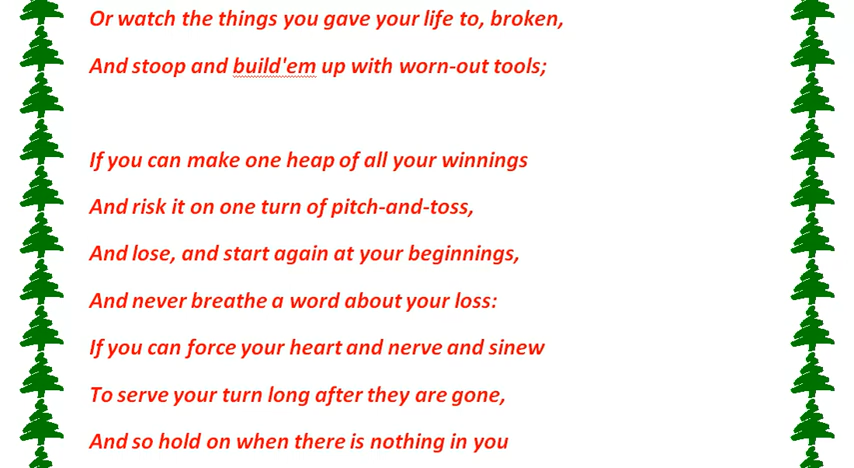 Or watch the things you gave your life to, broken,
And stoop and build'em up with worn-out tools;
If you can make one heap of all your winnings
And risk it on one turn of pitch-and-toss,
And lose, and start again at your beginnings,
And never breathe a word about your loss:
If you can force your heart and nerve and sinew
To serve your turn long after they are gone,
And so hold on when there is nothing in you